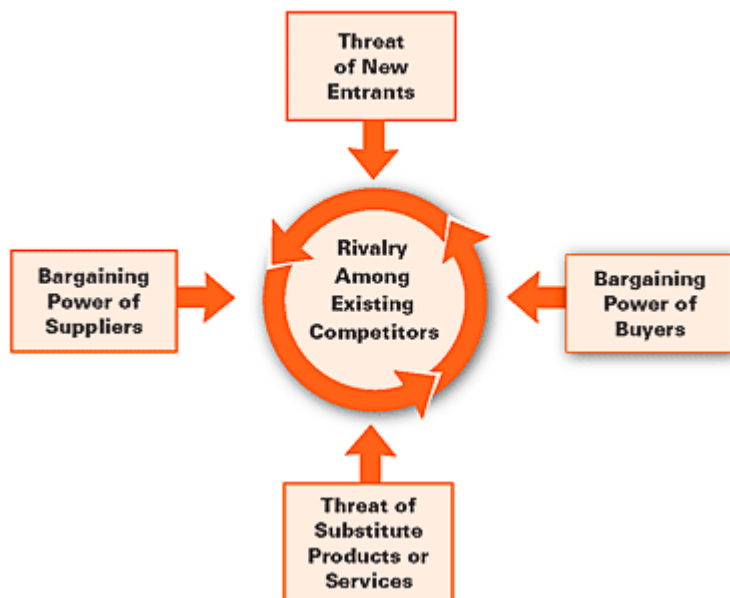 Threat
of New
Entrants
Bargaining
Power of
Suppliers
Rivalry
Among
Existing
Competitors
Bargaining
Power of
Buyers
Threat of
Substitute
Products or
Services